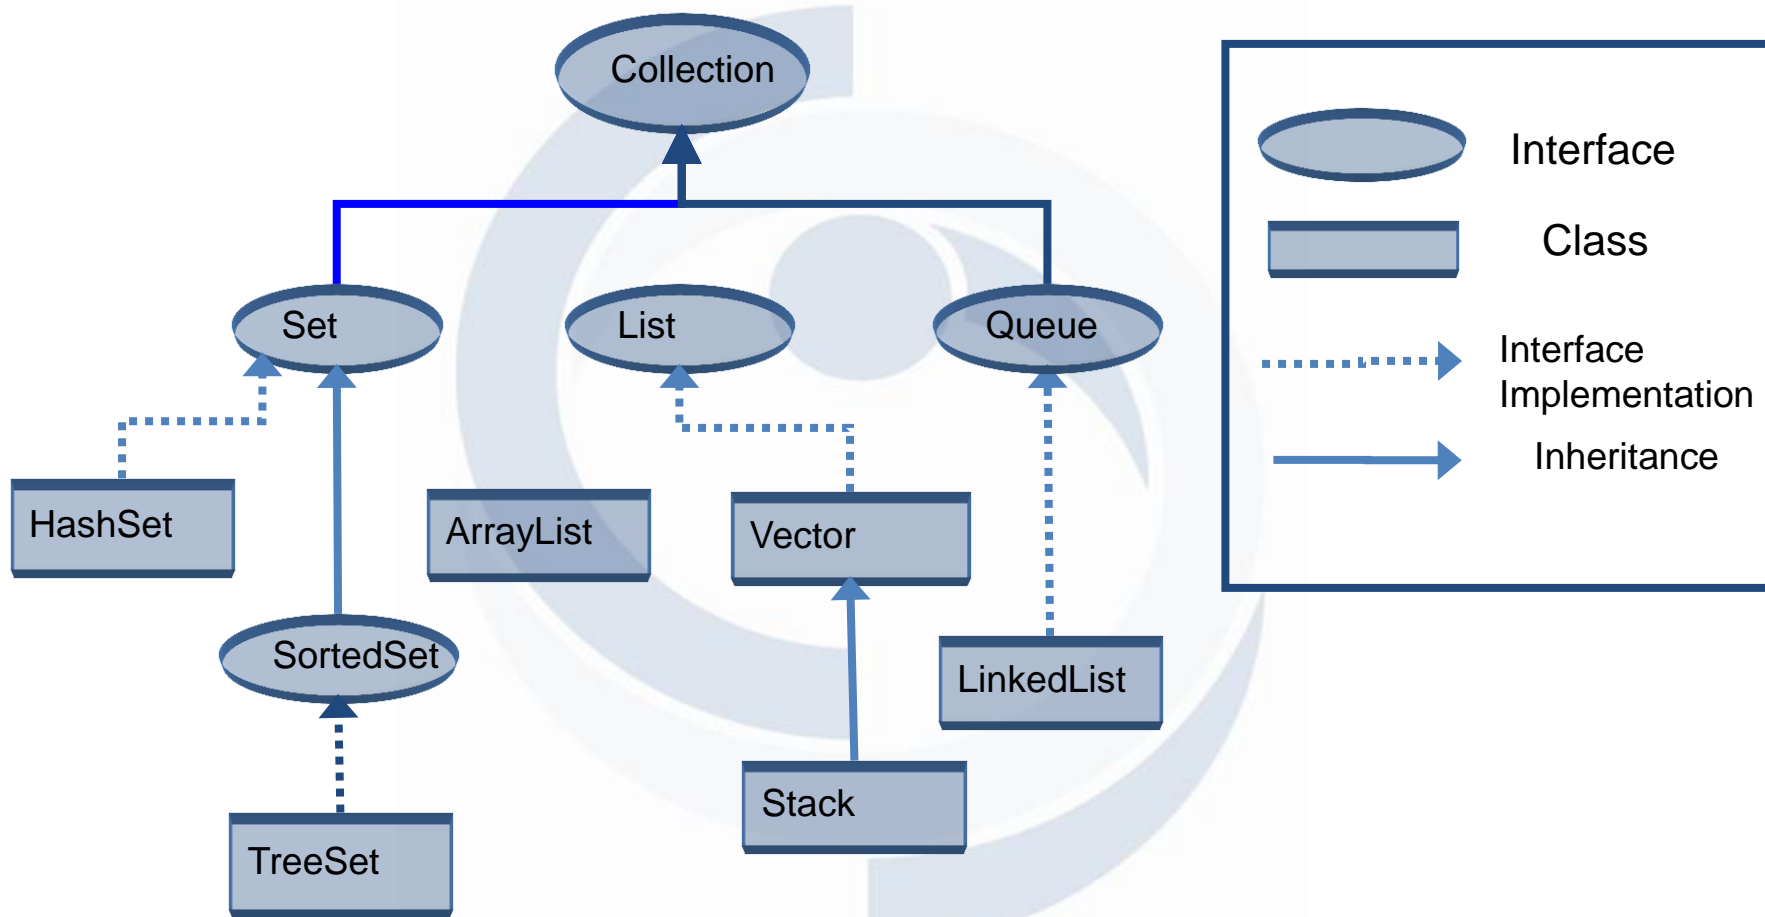 Collection
Interface
Class
Set
List
Queue
Interface
Implementation
Inheritance
HashSet
ArrayList
Vector
SortedSet
LinkedList
Stack
TreeSet